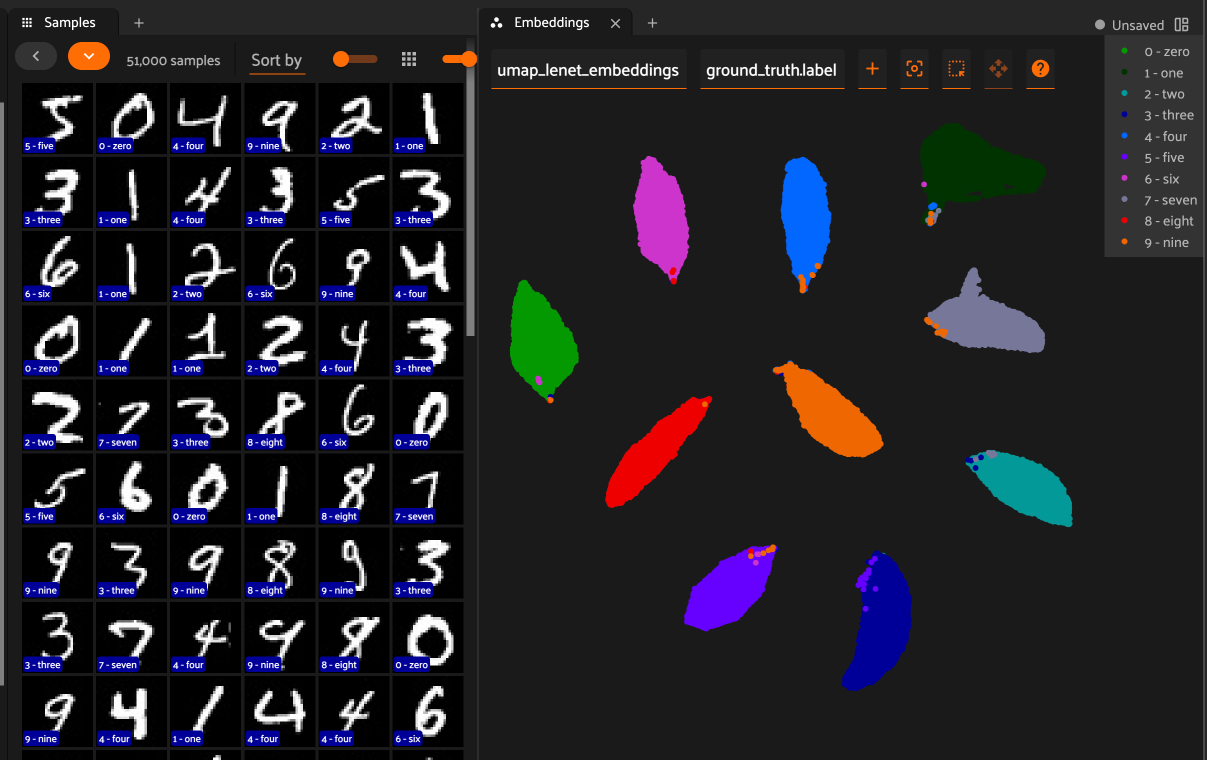 Samples +
51,000 samples Sort by
5 - five 0 - zero 4 - four 9 - nine 2 - two 1 - one
3 - three 1 - one 4 - four 3 - three 5 - five 3 - three
6 - six 1 - one 2 - two 6 - six 9 - nine 4 - four
0 - zero 1 - one 1 - one 2 - two 4 - four 3 - three
2 - two 7 - seven 3 - three 8 - eight 6 - six 0 - zero
5 - five 6 - six 0 - zero 1 - one 8 - eight 7 - seven
9 - nine 3 - three 9 - nine 8 - eight 9 - nine 3 - three
3 - three 7 - seven 4 - four 9 - nine 8 - eight 0 - zero
9 - nine 4 - four 1 - one 4 - four 4 - four 6 - six
Embeddings × +
Unsaved
umap_lenet_embeddings ground_truth.label + ?
0 - zero
1 - one
2 - two
3 - three
4 - four
5 - five
6 - six
7 - seven
8 - eight
9 - nine